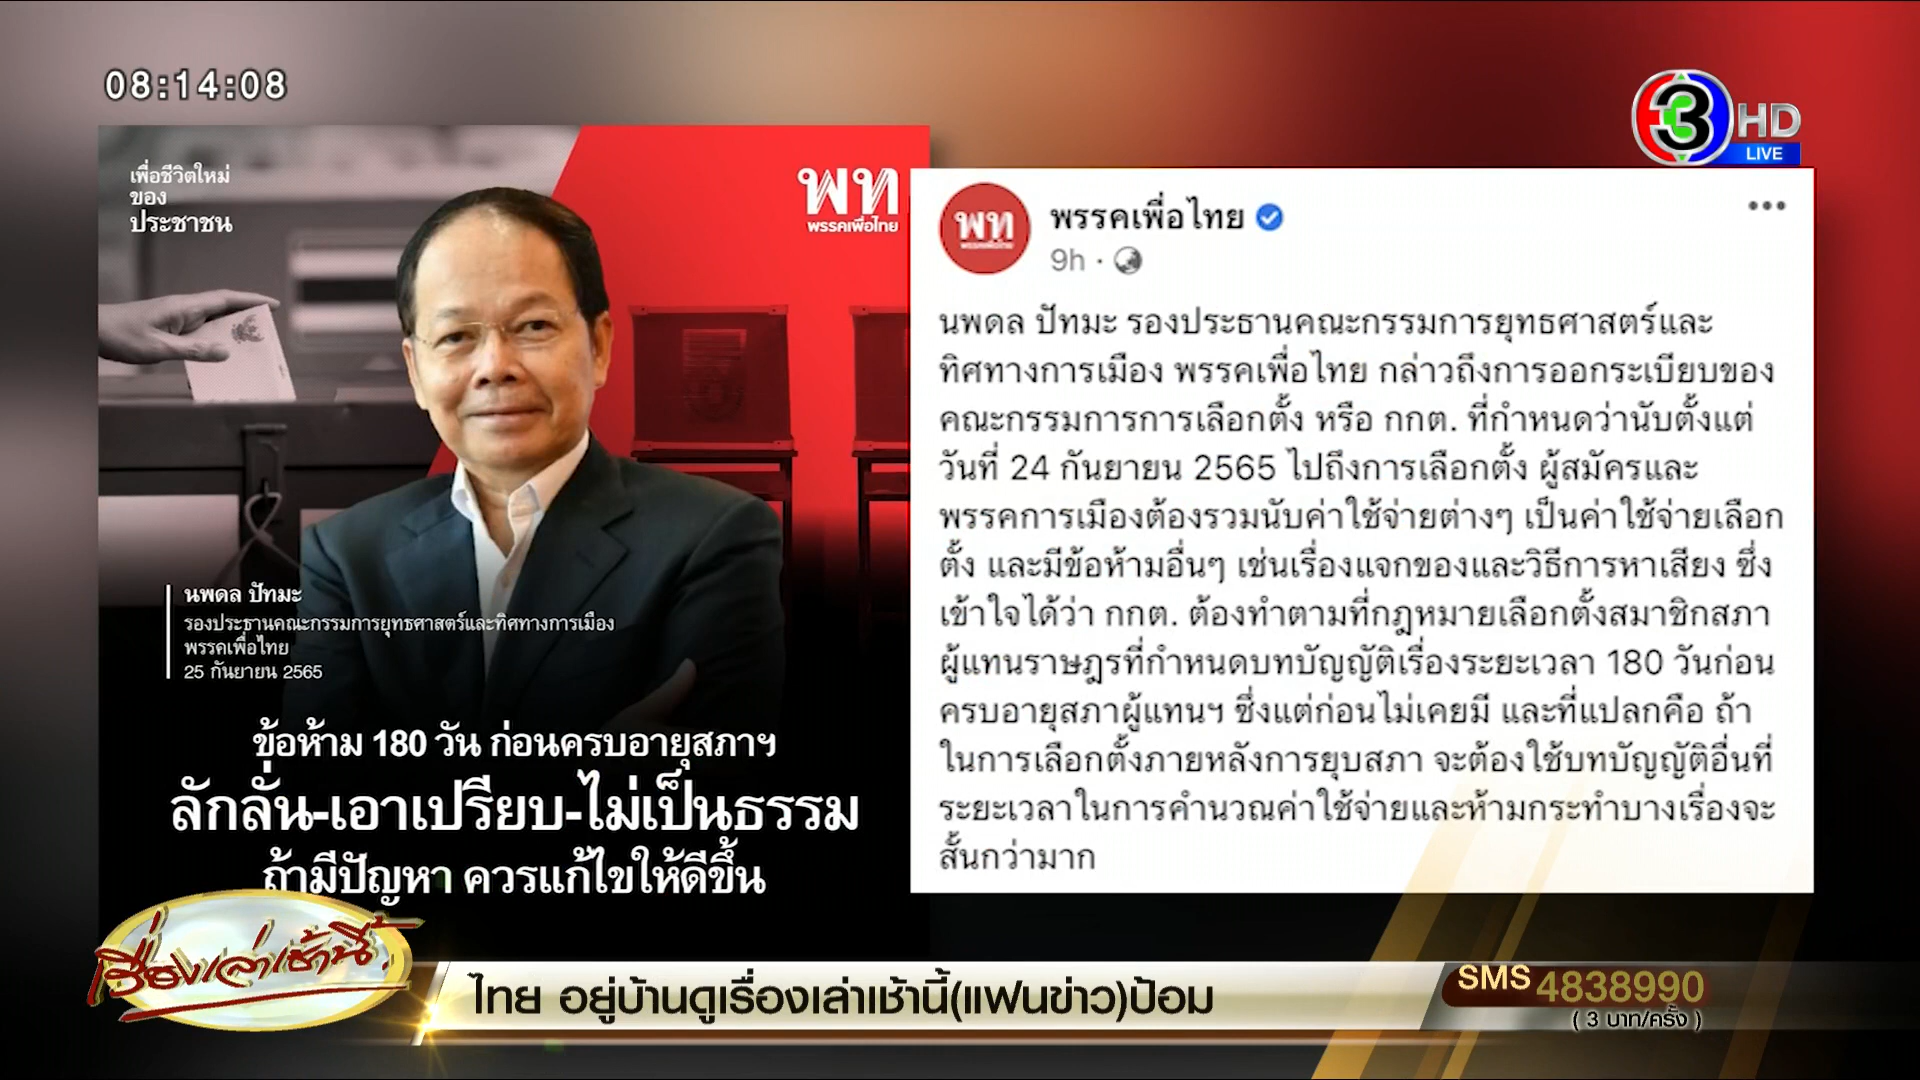 08:14:08
3 HD
LIVE
เพื่อชีวิตใหม่
ของ
ประชาชน
พท
พรรคเพื่อไทย
นพดล ปัทมะ
รองประธานคณะกรรมการยุทธศาสตร์และทิศทางการเมือง
พรรคเพื่อไทย
25 กันยายน 2565
ข้อห้าม 180 วัน ก่อนครบอายุสภาฯ
ลักลั่น-เอาเปรียบ-ไม่เป็นธรรม
ถ้ามีปัญหา ควรแก้ไขให้ดีขึ้น
พท
พรรคเพื่อไทย
พรรคเพื่อไทย
9h
นพดล ปัทมะ รองประธานคณะกรรมการยุทธศาสตร์และ
ทิศทางการเมือง พรรคเพื่อไทย กล่าวถึงการออกระเบียบของ
คณะกรรมการการเลือกตั้ง หรือ กกต. ที่กำหนดว่านับตั้งแต่
วันที่ 24 กันยายน 2565 ไปถึงการเลือกตั้ง ผู้สมัครและ
พรรคการเมืองต้องรวมนับค่าใช้จ่ายต่างๆ เป็นค่าใช้จ่ายเลือก
ตั้ง และมีข้อห้ามอื่นๆ เช่นเรื่องแจกของและวิธีการหาเสียง ซึ่ง
เข้าใจได้ว่า กกต. ต้องทำตามที่กฎหมายเลือกตั้งสมาชิกสภา
ผู้แทนราษฎรที่กำหนดบทบัญญัติเรื่องระยะเวลา 180 วันก่อน
ครบอายุสภาผู้แทนฯ ซึ่งแต่ก่อนไม่เคยมี และที่แปลกคือ ถ้า
ในการเลือกตั้งภายหลังการยุบสภา จะต้องใช้บทบัญญัติอื่นที่
ระยะเวลาในการคำนวณค่าใช้จ่ายและห้ามกระทำบางเรื่องจะ
สั้นกว่ามาก
เรื่องเล่าเช้านี้
ไทย อยู่บ้านดูเรื่องเล่าเช้านี้(แฟนข่าว)ป้อม
SMS 4838990
( 3 บาท/ครั้ง )